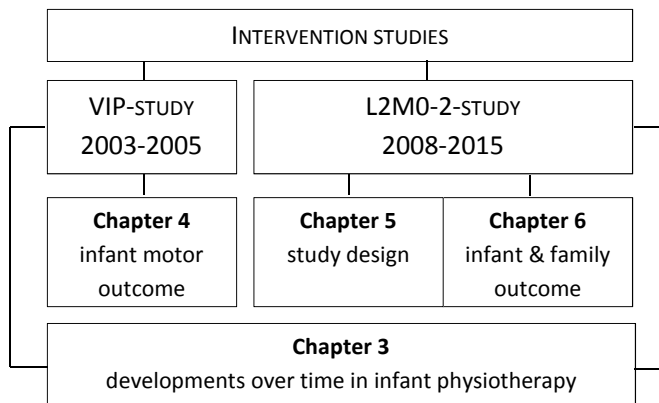 INTERVENTION STUDIES
VIP-STUDY
2003-2005
L2M0-2-STUDY
2008-2015
Chapter 4
infant motor
outcome
Chapter 5
study design
Chapter 6
infant & family
outcome
Chapter 3
developments over time in infant physiotherapy